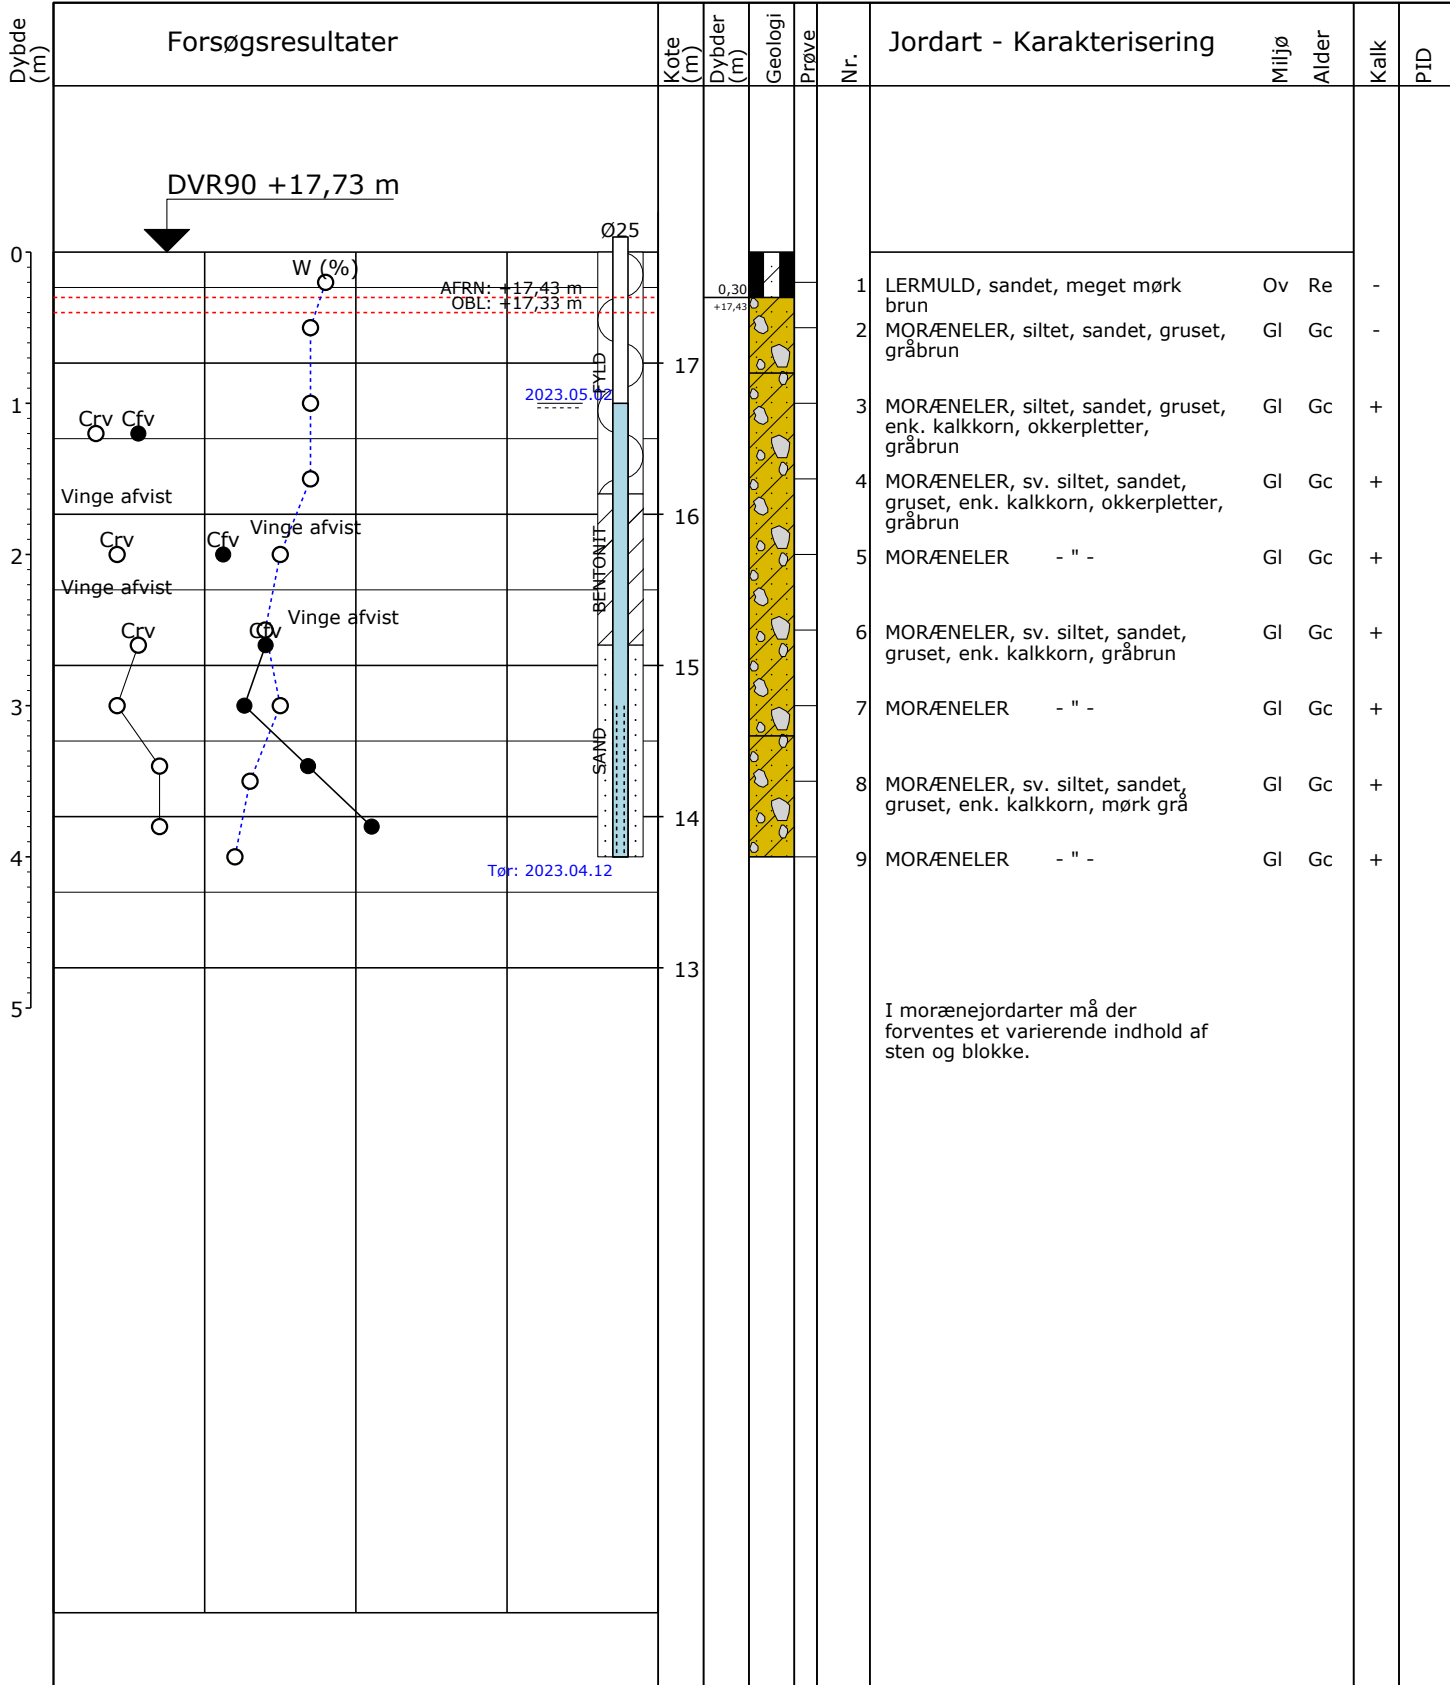 Dybde (m)
Forsøgsresultater
Kote (m)
Dybder (m)
Geologi
Prøve
Nr.
Jordart - Karakterisering
Miljø
Alder
Kalk
PID
DVR90 +17,73 m
Ø25
0
W (%)
AFRN: +17,43 m
OBL: +17,33 m
0,30
+17,43
1 LERMULD, sandet, meget mørk Ov Re -
brun
2 MORÆNELER, siltet, sandet, gruset, Gl Gc -
gråbrun
17
FYLD
2023.05.02
1
Crv Cfv
3 MORÆNELER, siltet, sandet, gruset, Gl Gc +
enk. kalkkorn, okkerpletter,
gråbrun
Vinge afvist
4 MORÆNELER, sv. siltet, sandet, Gl Gc +
gruset, enk. kalkkorn, okkerpletter,
gråbrun
16
Vinge afvist
Crv Cfv
2
BENTONIT
5 MORÆNELER - " - Gl Gc +
Vinge afvist
Vinge afvist
Crv Cfv
6 MORÆNELER, sv. siltet, sandet, Gl Gc +
gruset, enk. kalkkorn, gråbrun
15
3
7 MORÆNELER - " - Gl Gc +
SAND
8 MORÆNELER, sv. siltet, sandet, Gl Gc +
gruset, enk. kalkkorn, mørk grå
14
4
Tør: 2023.04.12
9 MORÆNELER - " - Gl Gc +
13
5
I morænejordarter må der
forventes et varierende indhold af
sten og blokke.